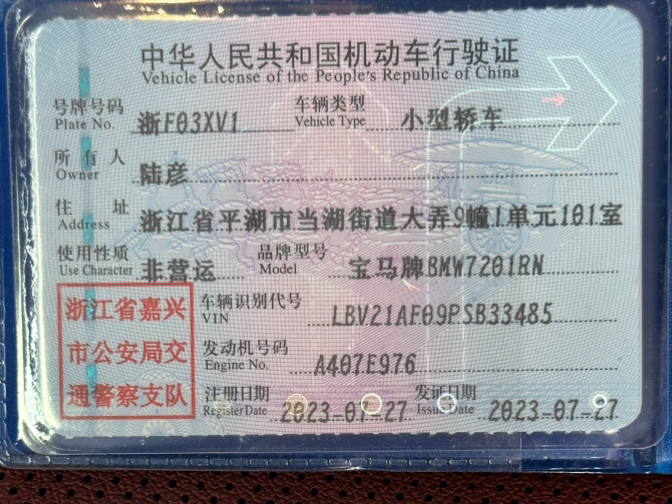 中华人民共和国机动车行驶证
Vehicle License of the People's Republic of China
号牌号码 浙F03XV1 车辆类型 小型轿车
Plate No. Vehicle Type
所有人 陆彦
Owner
住址 浙江省平湖市当湖街道大弄9幢1单元101室
Address
使用性质 非营运 品牌型号 宝马牌BMW7201RN
Use Character Model
浙江省嘉兴 车辆识别代号 LBV21AF09PSB33485
VIN
市公安局交 发动机号码 A407E976
Engine No.
通警察支队 注册日期 2023-07-27 发证日期 2023-07-27
Register Date Issue Date